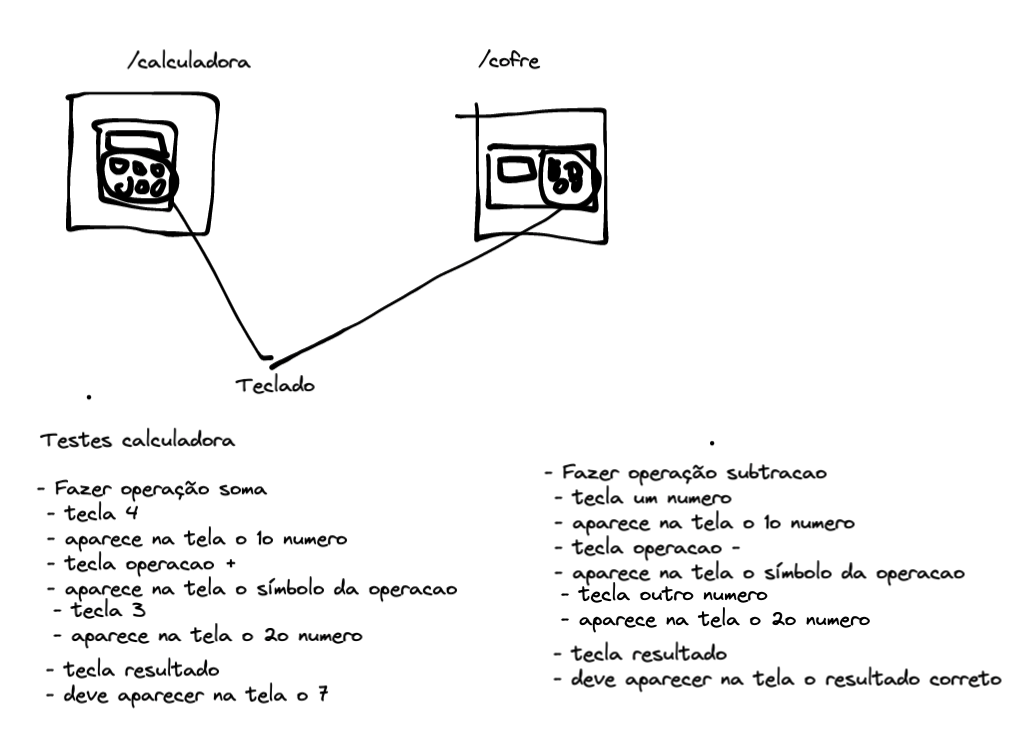 /calculadora
/cofre
Teclado
Testes calculadora
- Fazer operação soma
- tecla 4
- aparece na tela o 1o numero
- tecla operacao +
- aparece na tela o símbolo da operacao
- tecla 3
- aparece na tela o 2o numero
- tecla resultado
- deve aparecer na tela o 7
- Fazer operação subtracao
- tecla um numero
- aparece na tela o 1o numero
- tecla operacao -
- aparece na tela o símbolo da operacao
- tecla outro numero
- aparece na tela o 2o numero
- tecla resultado
- deve aparecer na tela o resultado correto